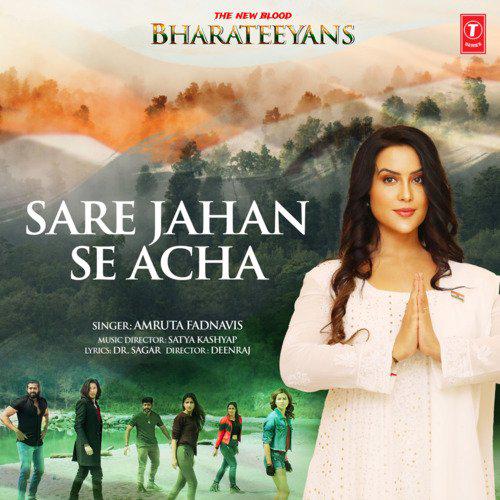 THE NEW BLOOD
BHARATEEYANS
T
SERIES
SARE JAHAN
SE ACHA
SINGER: AMRUTA FADNAVIS
MUSIC DIRECTOR: SATYA KASHYAP
LYRICS: DR. SAGAR DIRECTOR: DEENRAJ